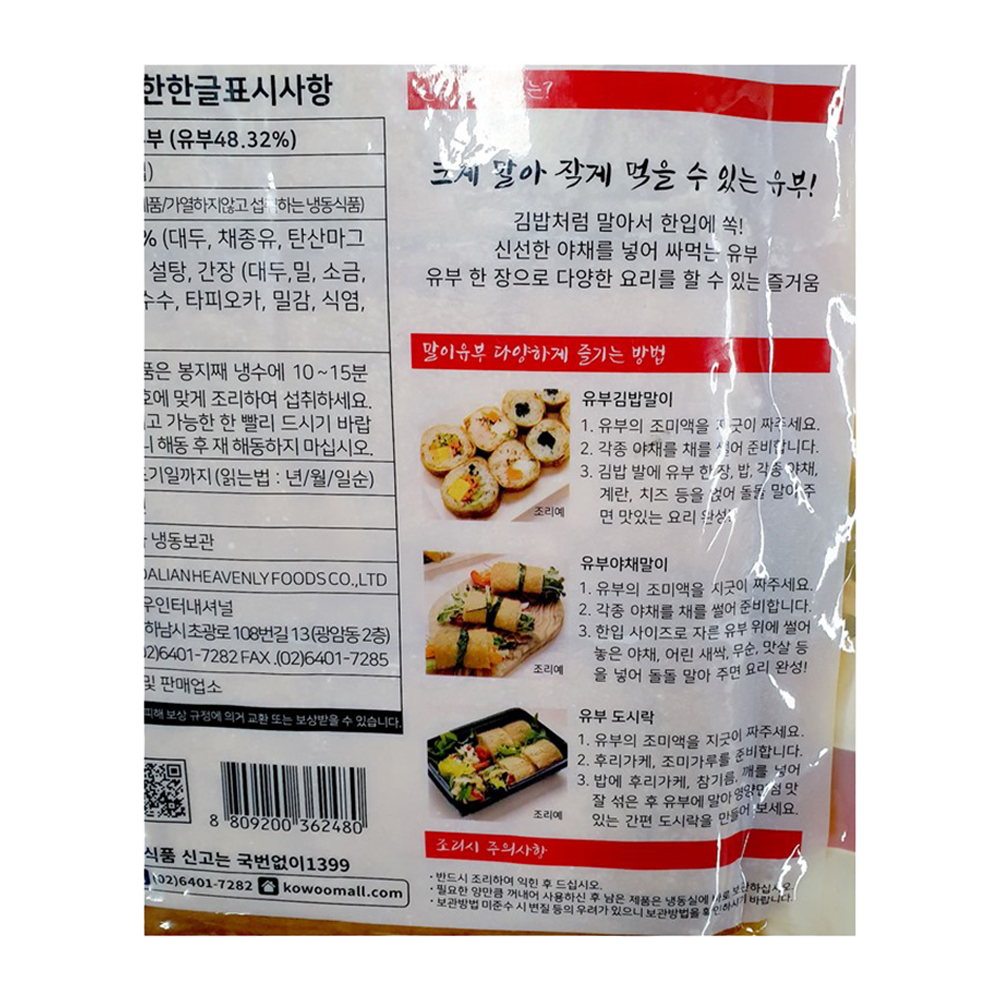 한한글표시사항
부 (유부48.32%)
제품/가열하지않고 섭취하는 냉동식품)
% (대두, 채종유, 탄산마그
설탕, 간장 (대두,밀, 소금,
수수, 타피오카, 밀감, 식염,
품은 봉지째 냉수에 10~15분
호에 맞게 조리하여 섭취하세요.
고 가능한 한 빨리 드시기 바랍
니 해동 후 재 해동하지 마십시오.
표기일까지 (읽는법 : 년/월/일순)
냉동보관
DALIAN HEAVENLY FOODS CO.,LTD
우인터내셔널
하남시 초광로 108번길 13 (광암동 2층)
02)6401-7282 FAX .(02)6401-7285
및 판매업소
피해 보상 규정에 의거 교환 또는 보상받을 수 있습니다.
8 809200 362480
식품 신고는 국번없이1399
(02)6401-7282 kowoomall.com
는?
크게 말아 작게 먹을 수 있는 유부!
김밥처럼 말아서 한입에 쏙!
신선한 야채를 넣어 싸먹는 유부
유부 한 장으로 다양한 요리를 할 수 있는 즐거움
말이유부 다양하게 즐기는 방법
유부김밥말이
1. 유부의 조미액을 지긋이 짜주세요.
2. 각종 야채를 채를 썰어 준비합니다.
3. 김밥 발에 유부 한 장, 밥, 각종 야채,
계란, 치즈 등을 얹어 돌돌 말아 주
면 맛있는 요리 완성!
조리예
유부야채말이
1. 유부의 조미액을 지긋이 짜주세요.
2. 각종 야채를 채를 썰어 준비합니다.
3. 한입 사이즈로 자른 유부 위에 썰어
놓은 야채, 어린 새싹, 무순, 맛살 등
을 넣어 돌돌 말아 주면 요리 완성!
조리예
유부 도시락
1. 유부의 조미액을 지긋이 짜주세요.
2. 후리가케, 조미가루를 준비합니다.
3. 밥에 후리가케, 참기름, 깨를 넣어
잘 섞은 후 유부에 말아 영양만점 맛
있는 간편 도시락을 만들어 보세요.
조리예
조리시 주의사항
· 반드시 조리하여 익힌 후 드십시오.
· 필요한 양만큼 꺼내어 사용하신 후 남은 제품은 냉동실에 바로 보관하십시오.
· 보관방법 미준수 시 변질 등의 우려가 있으니 보관방법을 확인하시기 바랍니다.